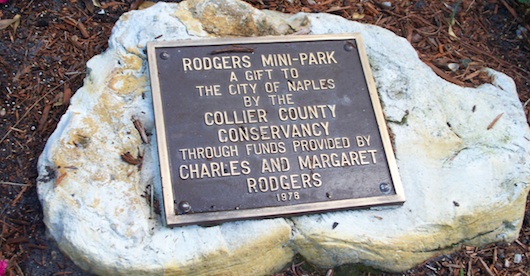 RODGERS MINI-PARK
A GIFT TO
THE CITY OF NAPLES
BY THE
COLLIER COUNTY
CONSERVANCY
THROUGH FUNDS PROVIDED BY
CHARLES AND MARGARET
RODGERS
1978